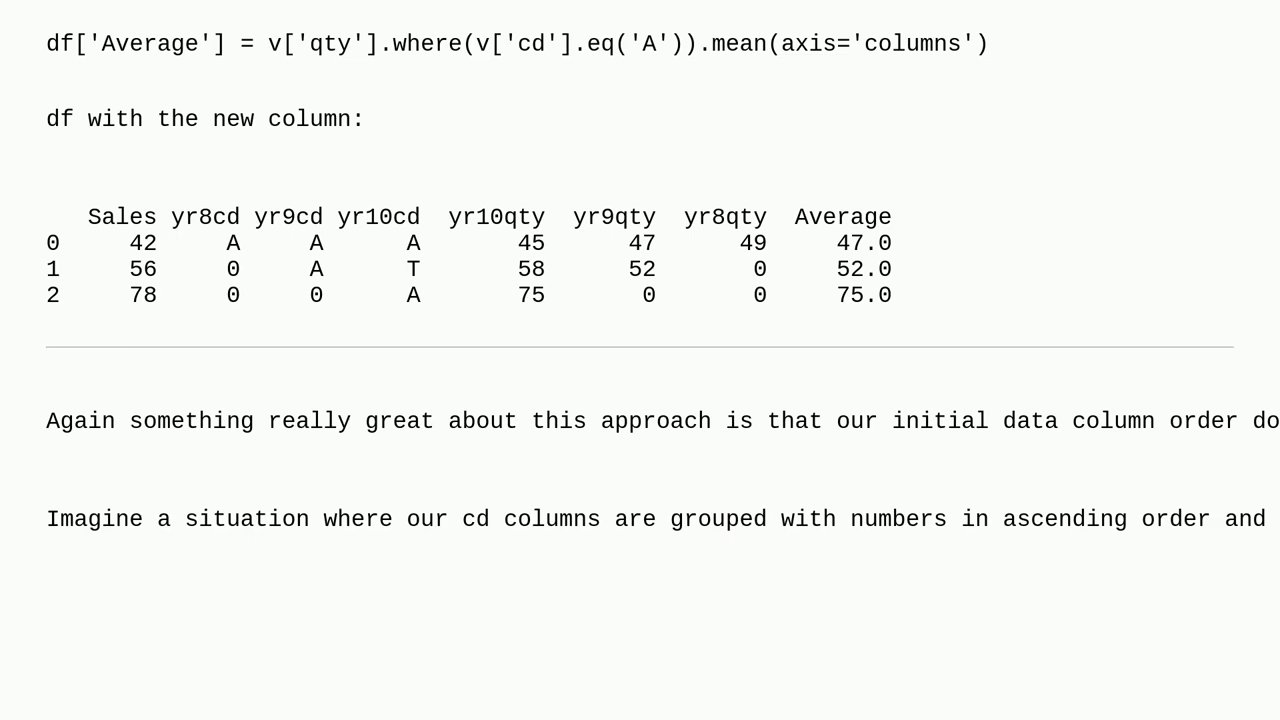 df['Average'] = v['qty'].where(v['cd'].eq('A')).mean(axis='columns')
df with the new column:
   Sales yr8cd yr9cd yr10cd  yr10qty  yr9qty  yr8qty  Average
0     42     A     A      A       45      47      49     47.0
1     56     0     A      T       58      52       0     52.0
2     78     0     0      A       75       0       0     75.0
Again something really great about this approach is that our initial data column order do
Imagine a situation where our cd columns are grouped with numbers in ascending order and